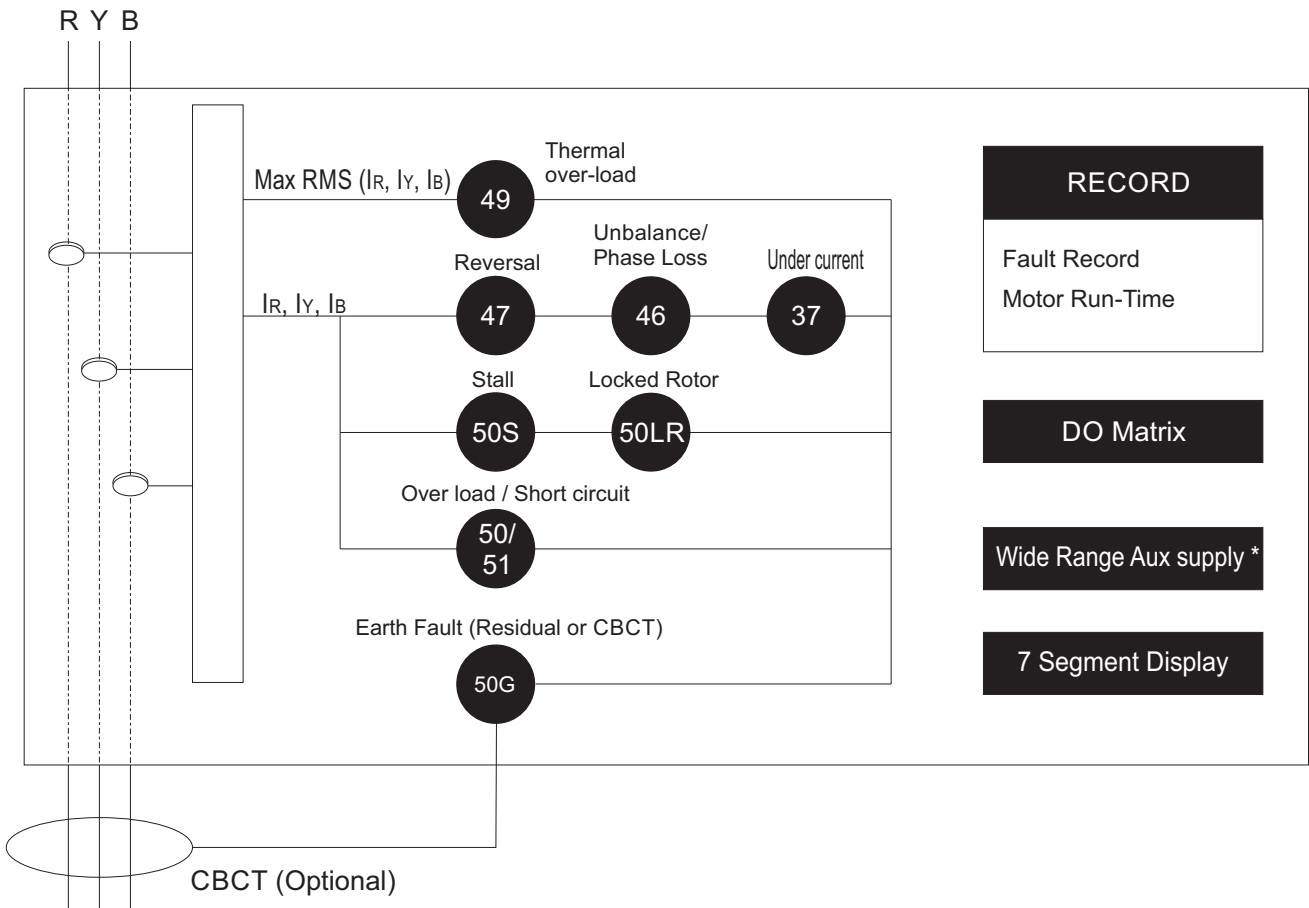 R Y B
Thermal
over-load
Max RMS (IR, IY, IB)
49
Reversal
Unbalance/
Phase Loss
Under current
IR, IY, IB
47
46
37
Stall
Locked Rotor
50S
50LR
Over load / Short circuit
50/
51
Earth Fault (Residual or CBCT)
50G
CBCT (Optional)
RECORD
Fault Record
Motor Run-Time
DO Matrix
Wide Range Aux supply *
7 Segment Display